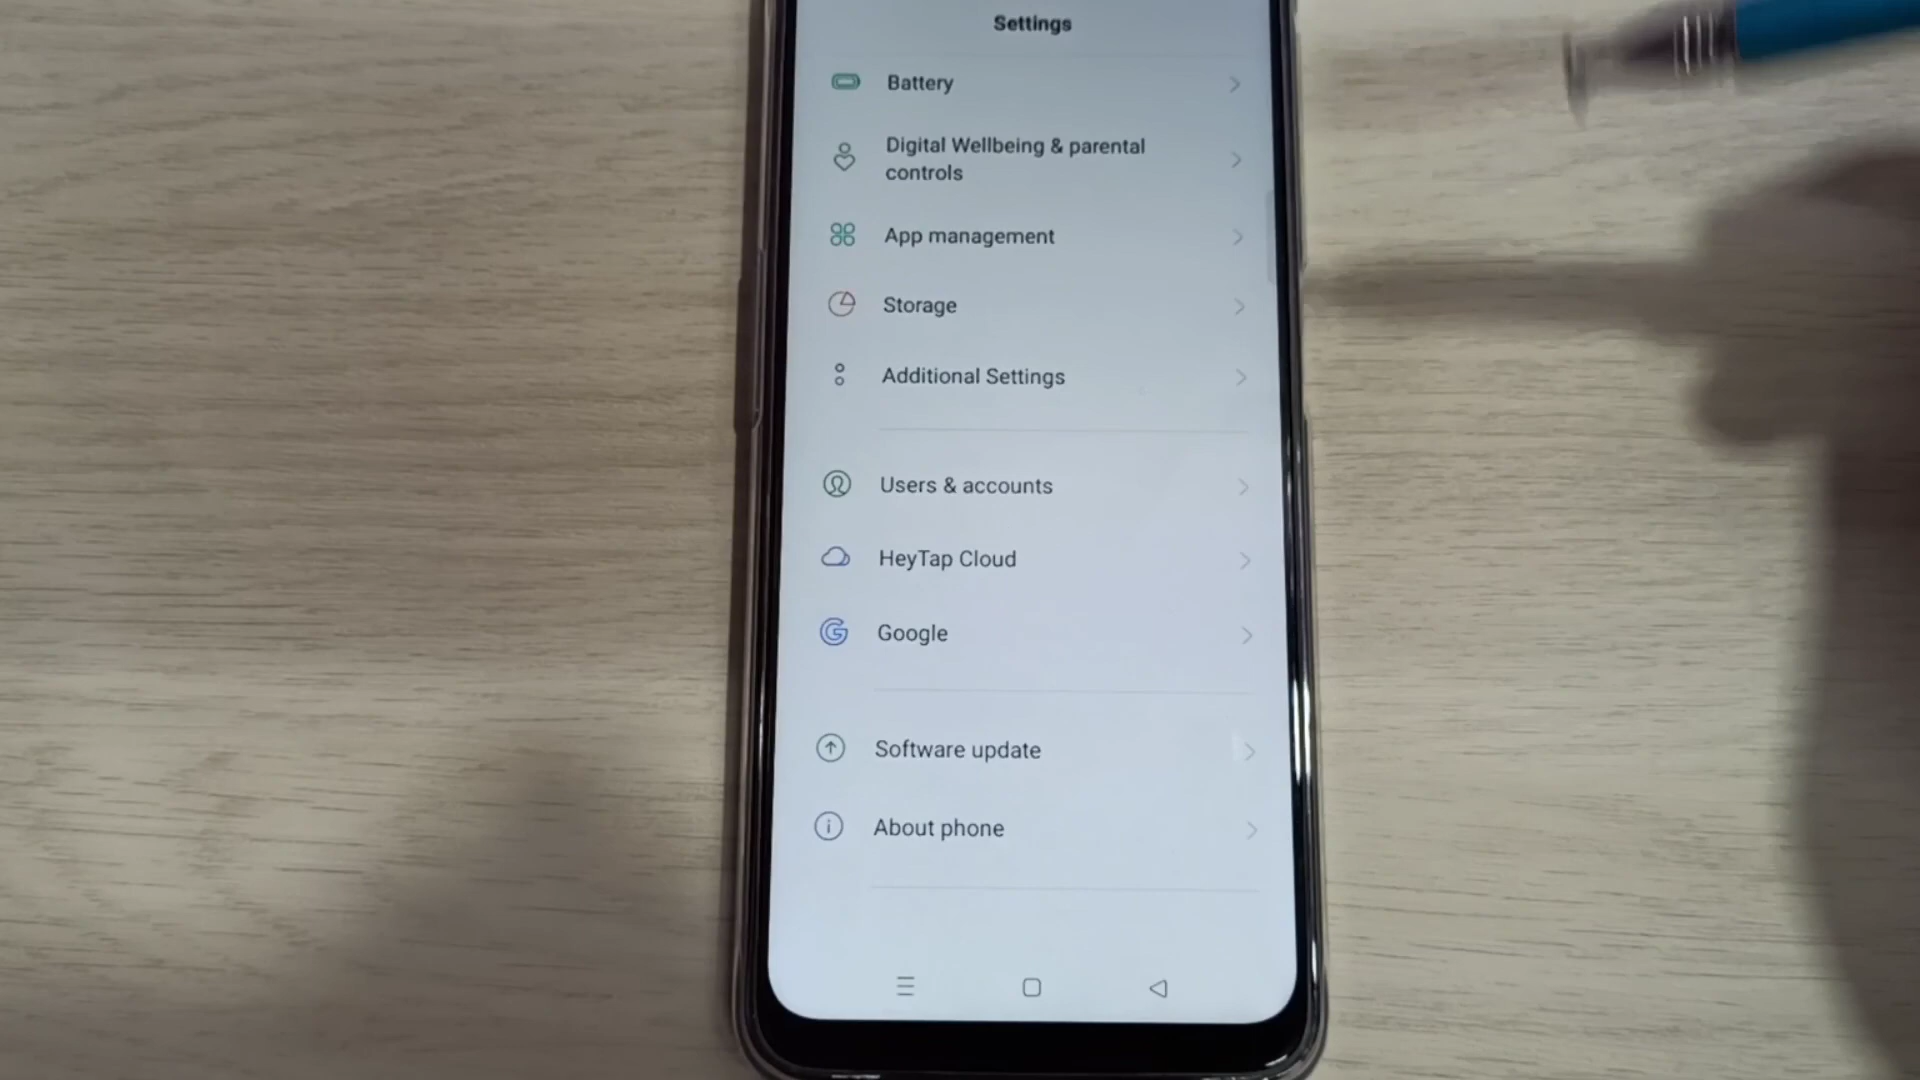 Settings
Battery
Digital Wellbeing & parental
controls
App management
Storage
Additional Settings
Users & accounts
HeyTap Cloud
Google
Software update
About phone